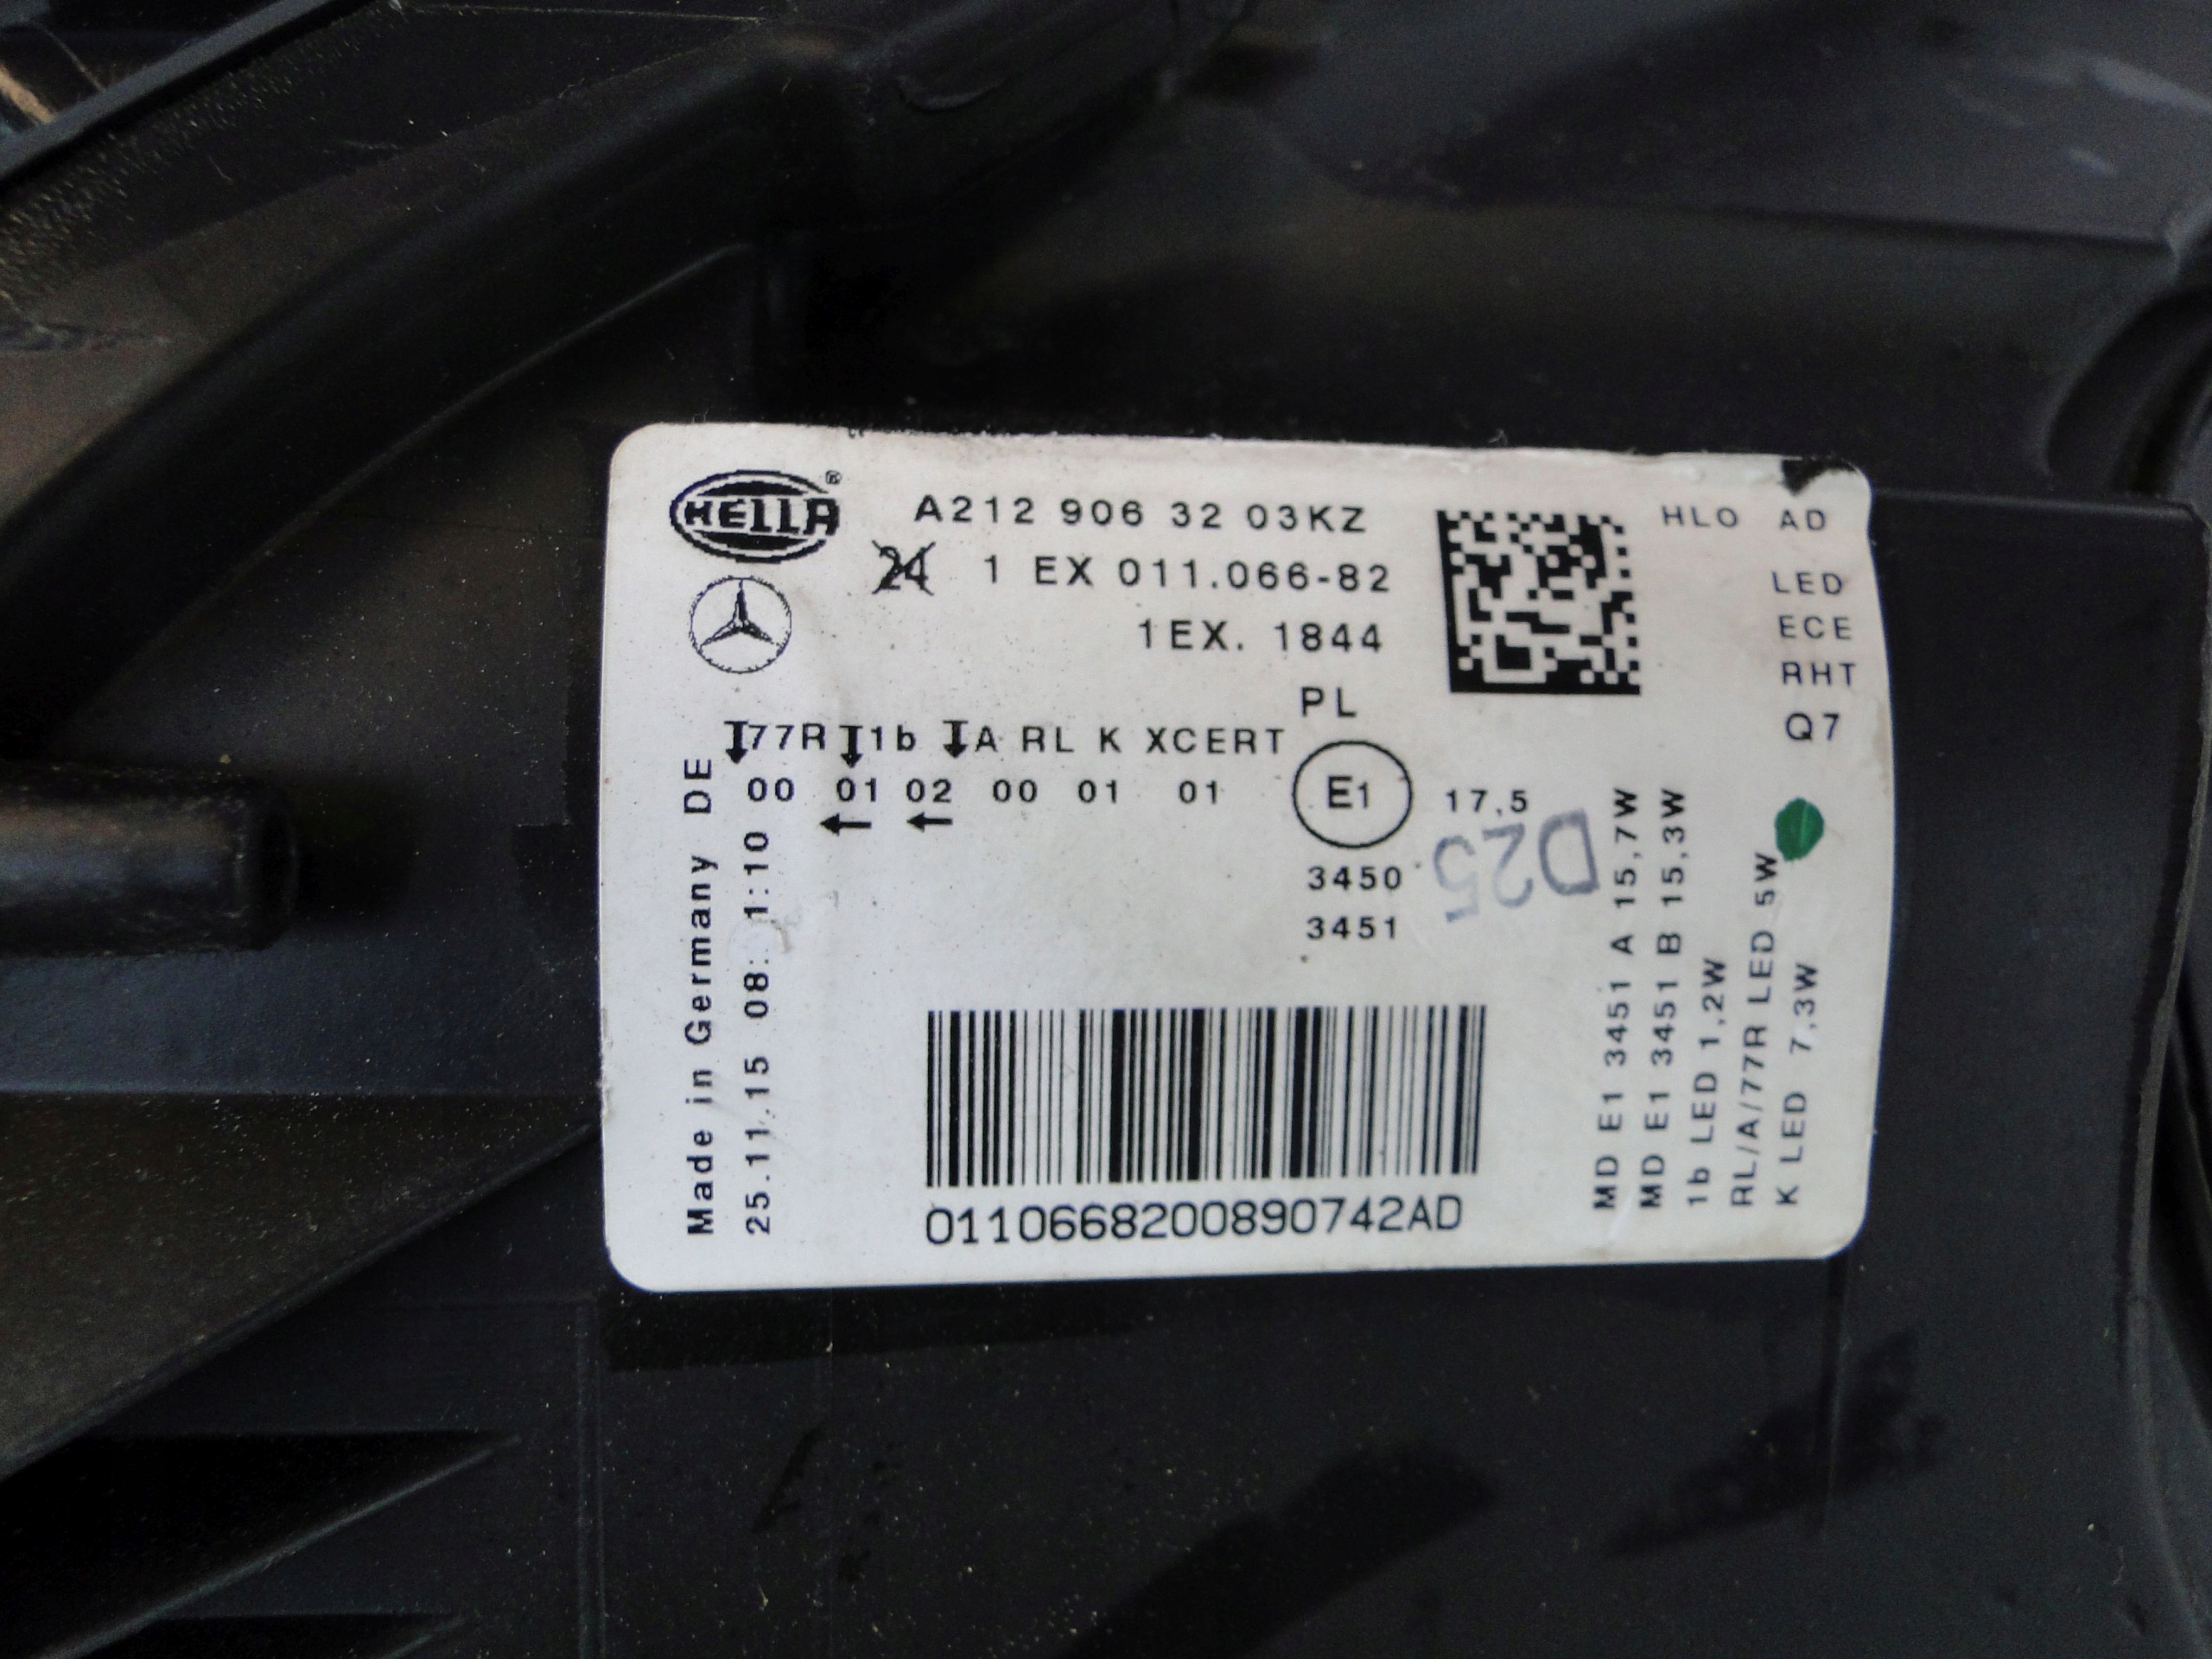 HELLA®
A212 906 32 03KZ
24 1 EX 011.066-82
1EX. 1844
PL
HLO AD
LED
ECE
RHT
Q7
77R 1b A RL K XCERT
00 01 02 00 01 01
E1
17.5
D25
3450
3451
Made in Germany DE
25.11.15 08: 1:10
MD E1 3451 A 15,7W
MD E1 3451 B 15,3W
1b LED 1,2W
RL/A/77R LED 5W
K LED 7,3W
0110668200890742AD